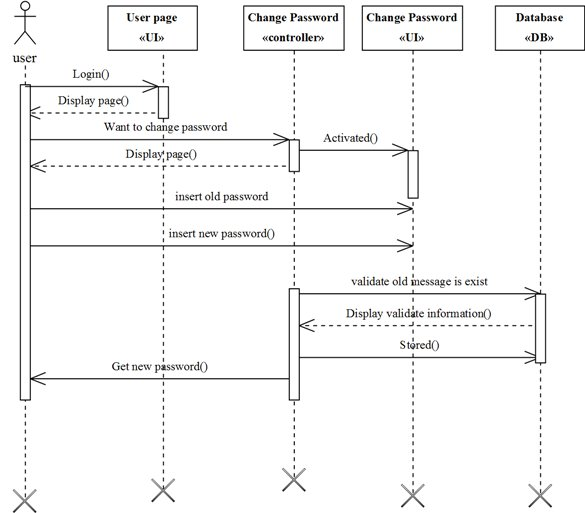 User page
«UI»
Change Password
«controller»
Change Password
«UI»
Database
«DB»
user
Login()
Display page()
Want to change password
Activated()
Display page()
insert old password
insert new password()
validate old message is exist
Display validate information()
Stored()
Get new password()